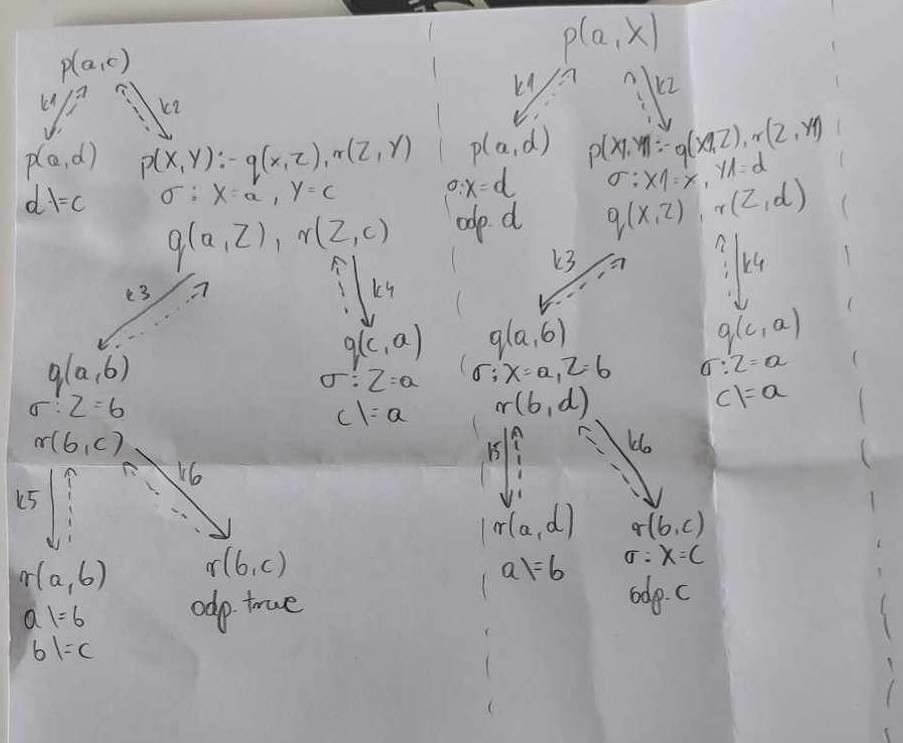 p(a,c)
k1
k2
p(a,d)
d \= c
p(X,Y):-q(x,Z),r(Z,Y)
σ: X=a, Y=c
q(a,Z), r(Z,c)
k3
k4
q(a,b)
σ: Z=b
r(b,c)
q(c,a)
σ: Z=a
c \= a
k5
k6
r(a,b)
a \= b
b \= c
r(b,c)
odp. true
p(a,X)
k1
k2
p(a,d)
σ: x=d
odp. d
p(X1,Y1):-q(X1,Z),r(Z,Y1)
σ: X1=x, Y1=d
q(x,Z), r(Z,d)
k3
k4
q(a,b)
σ: X=a, Z=b
r(b,d)
q(c,a)
σ: Z=a
c \= a
k5
k6
r(a,d)
a \= b
r(b,c)
σ: X=c
odp. c